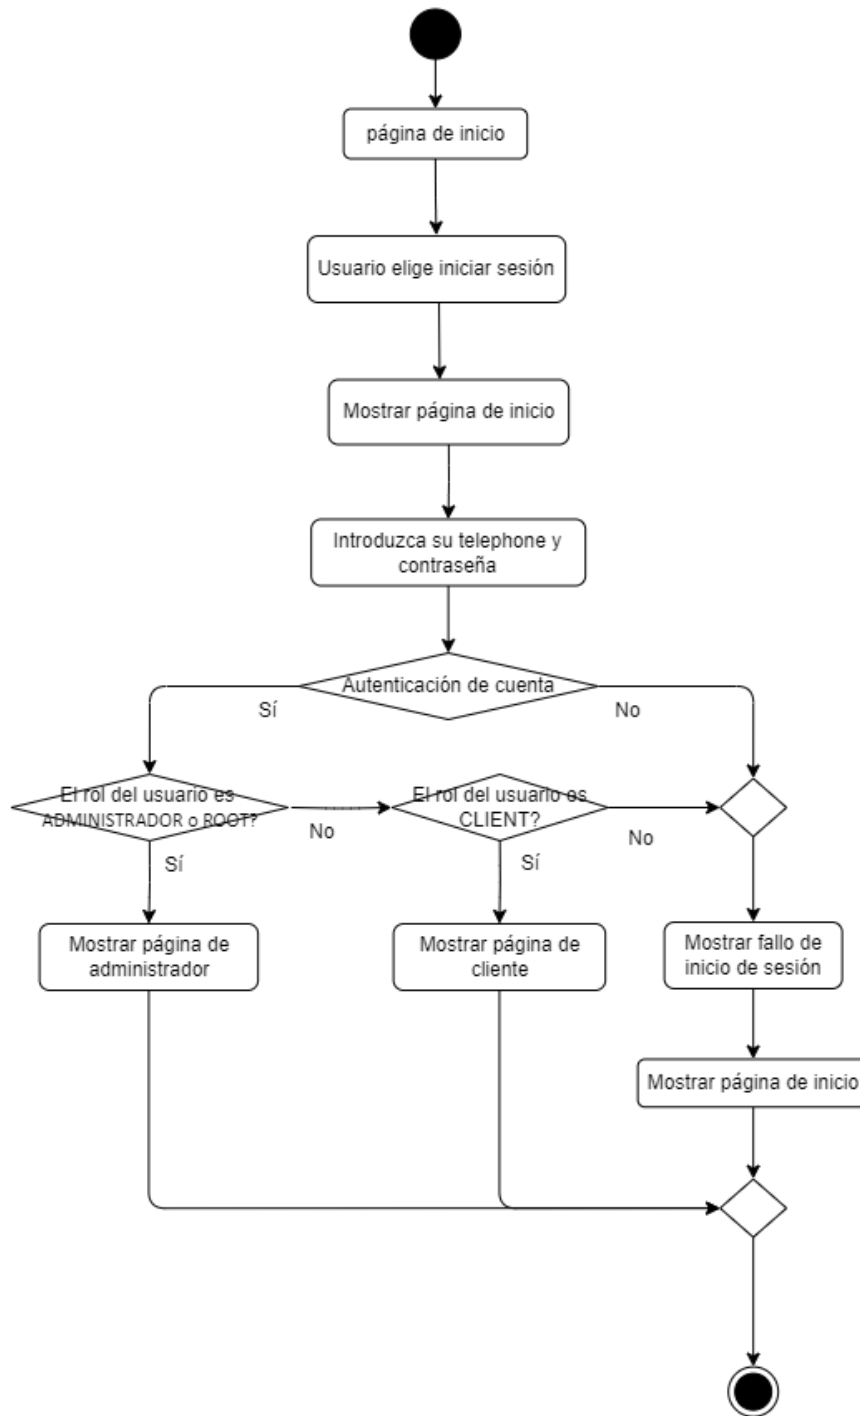 página de inicio
Usuario elige iniciar sesión
Mostrar página de inicio
Introduzca su telephone y
contraseña
Autenticación de cuenta
Sí
No
El rol del usuario es
ADMINISTRADOR o ROOT?
No
El rol del usuario es
CLIENT?
No
Sí
Sí
Mostrar página de
administrador
Mostrar página de
cliente
Mostrar fallo de
inicio de sesión
Mostrar página de inicio